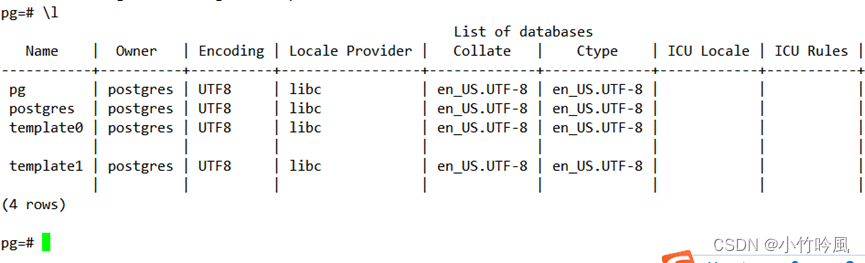 pg=# \l
List of databases
Name | Owner | Encoding | Locale Provider | Collate | Ctype | ICU Locale | ICU Rules |
-----------+----------+----------+-----------------+-------------+-------------+------------+-----------+
pg | postgres | UTF8 | libc | en_US.UTF-8 | en_US.UTF-8 | | |
postgres | postgres | UTF8 | libc | en_US.UTF-8 | en_US.UTF-8 | | |
template0 | postgres | UTF8 | libc | en_US.UTF-8 | en_US.UTF-8 | | |
| | | | | | | |
template1 | postgres | UTF8 | libc | en_US.UTF-8 | en_US.UTF-8 | | |
| | | | | | | |
(4 rows)
pg=#
CSDN @小竹吟風